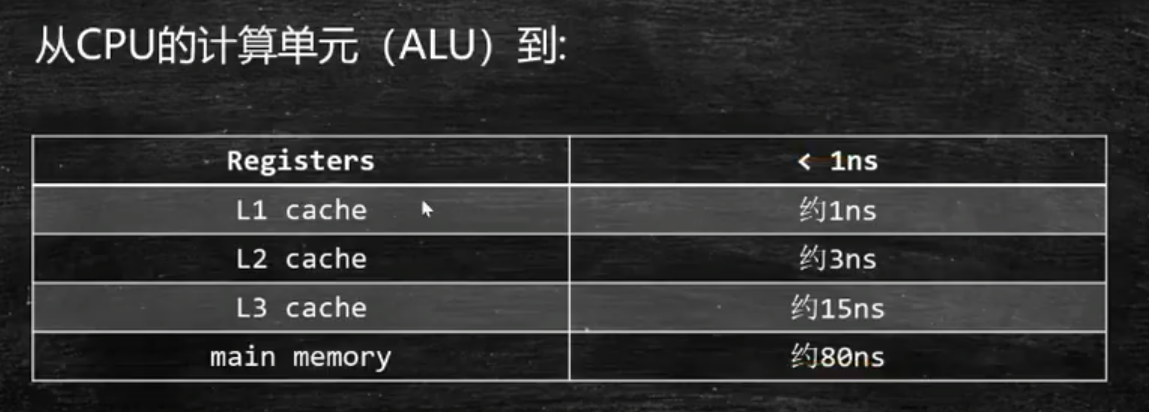 从CPU的计算单元（ALU）到:
Registers < 1ns
L1 cache 约1ns
L2 cache 约3ns
L3 cache 约15ns
main memory 约80ns